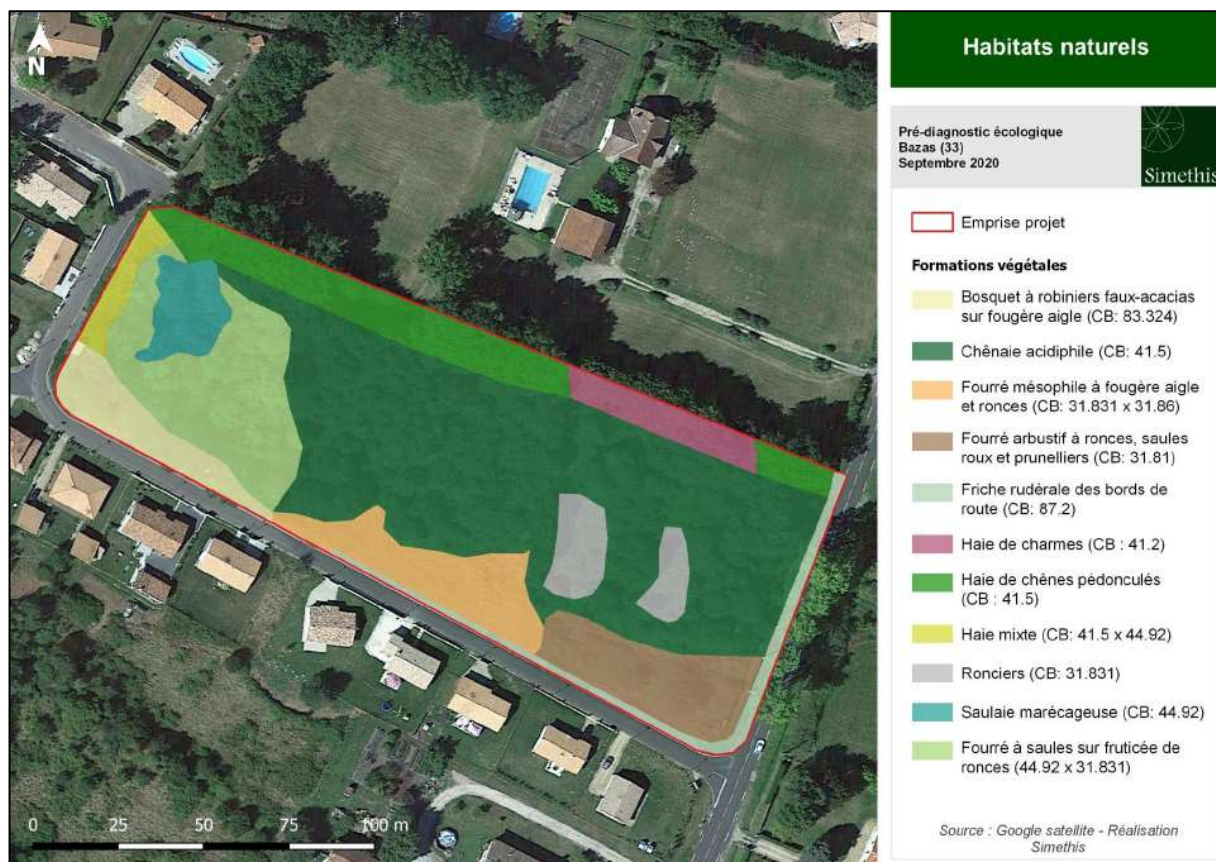 N
0 25 50 75 100 m
Habitats naturels
Pré-diagnostic écologique
Bazas (33)
Septembre 2020
Simethis
Emprise projet
Formations végétales
Bosquet à robiniers faux-acacias
sur fougère aigle (CB: 83.324)
Chênaie acidiphile (CB: 41.5)
Fourré mésophile à fougère aigle
et ronces (CB: 31.831 x 31.86)
Fourré arbustif à ronces, saules
roux et prunelliers (CB: 31.81)
Friche rudérale des bords de
route (CB: 87.2)
Haie de charmes (CB : 41.2)
Haie de chênes pédonculés
(CB : 41.5)
Haie mixte (CB: 41.5 x 44.92)
Ronciers (CB: 31.831)
Saulaie marécageuse (CB: 44.92)
Fourré à saules sur fruticée de
ronces (44.92 x 31.831)
Source : Google satellite - Réalisation
Simethis